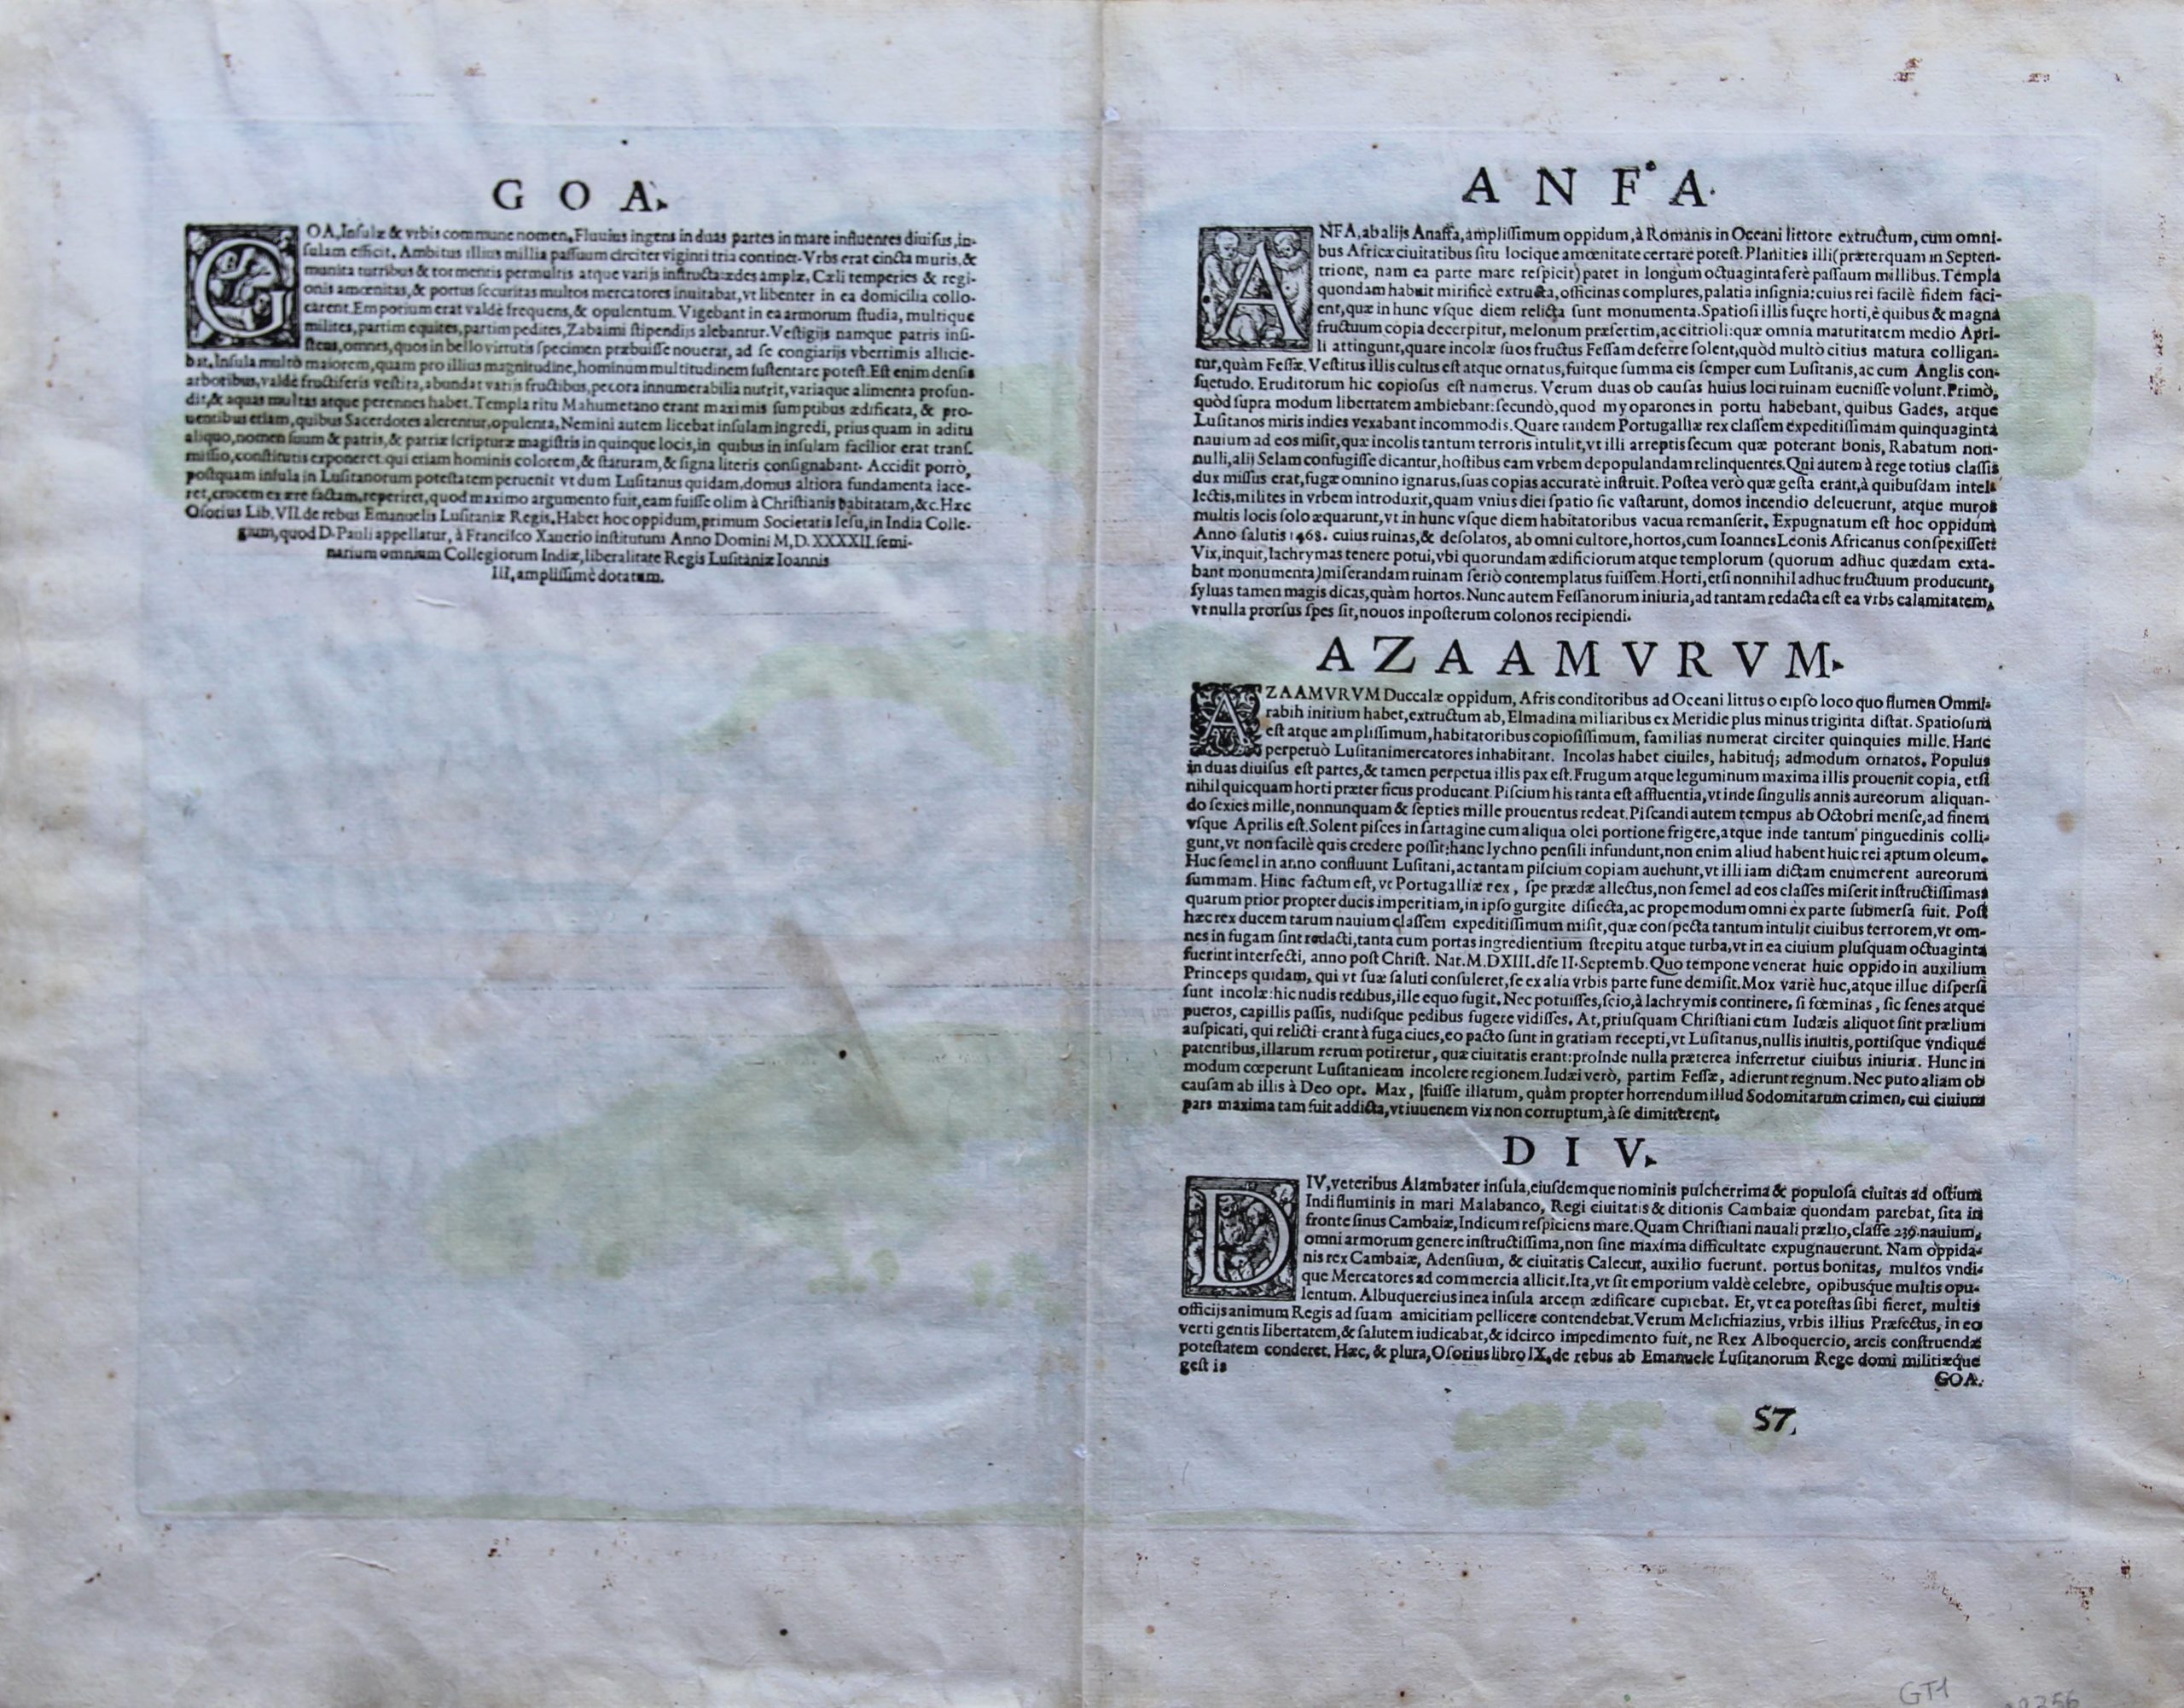 G O A.
GOA, Insulæ & vrbis commune nomen. Fluuius ingens in duas partes in mare influentes diuisus, in-
sulam efficit. Ambitus illius millia passuum circiter viginti tria continet. Vrbs erat cincta muris, &
munita turribus & tormentis permultis atque varijs instructa: ædes amplæ, Cæli temperies & regi-
onis amœnitas, & portus securitas multos mercatores inuitabat, vt libenter in ea domicilia collo-
carent. Emporium erat valdè frequens, & opulentum. Vigebant in ea armorum studia, multique
milites, partim equites, partim pedites, Zabaimi stipendijs alebantur. Vestigijs namque patris insi-
stens, omnes, quos in bello virtutis specimen præbuisse nouerat, ad se congiarijs vberrimis allicie-
bat. Insula multò maiorem, quam pro illius magnitudine, hominum multitudinem sustentare potest. Est enim densis
arboribus, valdè fructiferis vestita, abundat varijs fructibus, pecora innumerabilia nutrit, variaque alimenta profun-
dit, & aquas multas atque perennes habet. Templa ritu Mahumetano erant maximis sumptibus ædificata, & pro-
uentibus etiam, quibus Sacerdotes alerentur, opulenta. Nemini autem licebat insulam ingredi, prius quam in aditu
aliquo, nomen suum & patris, & patriæ scripturæ magistris in quinque locis, in quibus in insulam facilior erat trans-
missio, constitutis exponeret. qui etiam hominis colorem, & staturam, & signa literis consignabant. Accidit porrò,
postquam insula in Lusitanorum potestatem peruenit vt dum Lusitanus quidam, domus altiora fundamenta iace-
ret, crucem ex ære factam, reperiret, quod maximo argumento fuit, eam fuisse olim à Christianis habitatam, &c. Hæc
Osotius Lib. VII. de rebus Emanuelis Lusitaniæ Regis. Habet hoc oppidum, primum Societatis Iesu, in India Colle-
gium, quod D. Pauli appellatur, à Francisco Xauerio institutum Anno Domini M,D. XXXXII. semi-
narium omnium Collegiorum Indiæ, liberalitate Regis Lusitaniæ Ioannis
III, amplissimè dotatum.
A N F A.
ANFA, ab alijs Anaffa, amplissimum oppidum, à Romanis in Oceani littore extructum, cum omni-
bus Africæ ciuitatibus situ locique amœnitate certare potest. Planities illi (præterquam in Septen-
trione, nam ea parte mare respicit) patet in longum octuaginta ferè passuum millibus. Templa
quondam habuit mirificè extructa, officinas complures, palatia insignia: cuius rei facilè fidem faci-
ent, quæ in hunc vsque diem relicta sunt monumenta. Spatiosi illis fuere horti, è quibus & magna
fructuum copia decerpitur, melonum præsertim, ac citrioli: quæ omnia maturitatem medio Apri-
li attingunt, quare incolæ suos fructus Fessam deferre solent, quòd multò citius matura colligan-
tur, quàm Fessæ. Vestitus illis cultus est atque ornatus, fuitque summa eis semper cum Lusitanis, ac cum Anglis con-
suetudo. Eruditorum hic copiosus est numerus. Verum duas ob causas huius loci ruinam euenisse volunt. Primò,
quòd supra modum libertatem ambiebant: secundò, quod myoparones in portu habebant, quibus Gades, atque
Lusitanos miris indies vexabant incommodis. Quare tandem Portugalliæ rex classem expeditissimam quinquaginta
nauium ad eos misit, quæ incolis tantum terroris intulit, vt illi arreptis secum quæ poterant bonis, Rabatum non-
nulli, alij Selam confugisse dicantur, hostibus eam vrbem depopulandam relinquentes. Qui autem à rege totius classis
dux missus erat, fugæ omnino ignarus, suas copias accuratè instruit. Postea verò quæ gesta erant, à quibusdam intel-
lectis, milites in vrbem introduxit, quam vnius diei spatio sic vastarunt, domos incendio deleuerunt, atque muros
multis locis solo æquarunt, vt in hunc vsque diem habitatoribus vacua remanserit. Expugnatum est hoc oppidum
Anno salutis 1468. cuius ruinas, & desolatos, ab omni cultore, hortos, cum Ioannes Leonis Africanus conspexisset:
Vix, inquit, lachrymas tenere potui, vbi quorundam ædificiorum atque templorum (quorum adhuc quædam exta-
bant monumenta) miserandam ruinam seriò contemplatus fuissem. Horti, etsi nonnihil adhuc fructuum producunt,
syluas tamen magis dicas, quàm hortos. Nunc autem Fessanorum iniuria, ad tantam redacta est ea vrbs calamitatem,
vt nulla prorsus spes sit, nouos inposterum colonos recipiendi.
A Z A A M V R V M.
AZAAMVRVM Duccalæ oppidum, Afris conditoribus ad Oceani littus o eipso loco quo flumen Ommi-
rabih initium habet, extructum ab, Elmadina miliaribus ex Meridie plus minus triginta distat. Spatiosum
est atque amplissimum, habitatoribus copiosissimum, familias numerat circiter quinquies mille. Hanc
perpetuò Lusitani mercatores inhabitant. Incolas habet ciuiles, habituq; admodum ornatos. Populus
in duas diuisus est partes, & tamen perpetua illis pax est. Frugum atque leguminum maxima illis prouenit copia, etsi
nihil quicquam horti præter ficus producant. Piscium his tanta est affluentia, vt inde singulis annis aureorum aliquan-
do sexies mille, nonnunquam & septies mille prouentus redeat. Piscandi autem tempus ab Octobri mense, ad finem
vsque Aprilis est. Solent pisces in sartagine cum aliqua olei portione frigere, atque inde tantum pinguedinis colli-
gunt, vt non facilè quis credere possit: hanc lychno pensili infundunt, non enim aliud habent huic rei aptum oleum.
Huc semel in anno confluunt Lusitani, ac tantam piscium copiam auehunt, vt illi iam dictam enumerent aureorum
summam. Hinc factum est, vt Portugalliæ rex, spe prædæ allectus, non semel ad eos classes miserit instructissimas:
quarum prior propter ducis imperitiam, in ipso gurgite disiecta, ac propemodum omni ex parte submersa fuit. Post
hæc rex ducem tarum nauium classem expeditissimum misit, quæ conspecta tantum intulit ciuibus terrorem, vt om-
nes in fugam sint redacti, tanta cum portas ingredientium strepitu atque turba, vt in ea ciuium plusquam octuaginta
fuerint interfecti, anno post Christ. Nat. M.DXIII. die II. Septemb. Quo tempone venerat huic oppido in auxilium
Princeps quidam, qui vt suæ saluti consuleret, se ex alia vrbis parte fune demisit. Mox variè huc, atque illuc dispersi
sunt incolæ: hic nudis redibus, ille equo fugit. Nec potuisses, scio, à lachrymis continere, si fœminas, sic senes atque
pueros, capillis passis, nudisque pedibus fugere vidisses. At, priusquam Christiani cum Iudæis aliquot sint prælium
auspicati, qui relicti erant à fuga ciues, eo pacto sunt in gratiam recepti, vt Lusitanus, nullis inultis, portisque vndique
patentibus, illarum rerum potiretur, quæ ciuitatis erant: proinde nulla præterea inferretur ciuibus iniuria. Hunc in
modum cœperunt Lusitani eam incolere regionem. Iudæi verò, partim Fessæ, adierunt regnum. Nec puto aliam ob
causam ab illis à Deo opt. Max, fuisse illatum, quàm propter horrendum illud Sodomitarum crimen, cui ciuium
pars maxima tam fuit addicta, vt iuuenem vix non corruptum, à se dimitterent.
D I V.
DIV, veteribus Alambater insula, eiusdemque nominis pulcherrima & populosa ciuitas ad ostium
Indi fluminis in mari Malabanco, Regi ciuitatis & ditionis Cambaiæ quondam parebat, sita in
fronte sinus Cambaiæ, Indicum respiciens mare. Quam Christiani nauali prælio, classe 239. nauium,
omni armorum genere instructissima, non sine maxima difficultate expugnauerunt. Nam oppida-
nis rex Cambaiæ, Adensium, & ciuitatis Calecut, auxilio fuerunt. portus bonitas, multos vndi-
que Mercatores ad commercia allicit. Ita, vt sit emporium valdè celebre, opibusque multis opu-
lentum. Albuquercius in ea insula arcem ædificare cupiebat. Et, vt ea potestas sibi fieret, multis
officijs animum Regis ad suam amicitiam pellicere contendebat. Verum Melichiazius, vrbis illius Præfectus, in eo
verti gentis libertatem, & salutem iudicabat, & idcirco impedimento fuit, ne Rex Alboquercio, arcis construendæ
potestatem conderet. Hæc, & plura, Osorius libro IX. de rebus ab Emanuele Lusitanorum Rege domi militiæque
gest is
GOA.
57.
GT1